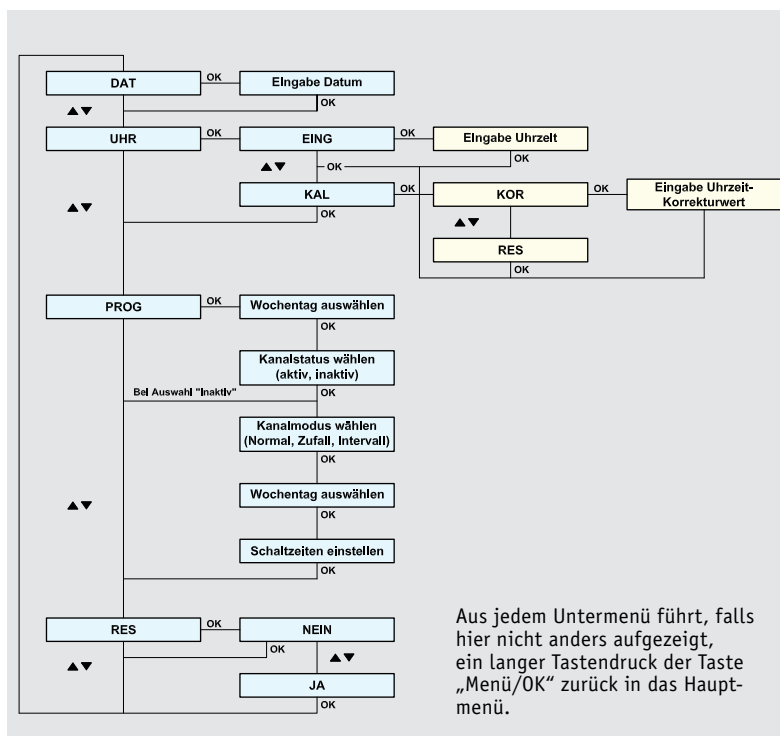 DAT OK Eingabe Datum
OK
▲▼
UHR OK EING OK Eingabe Uhrzeit
▲▼ OK OK
KAL OK KOR OK Eingabe Uhrzeit-
Korrekturwert
▲▼ OK ▲▼
RES
OK
PROG OK Wochentag auswählen
OK
Kanalstatus wählen
(aktiv, inaktiv)
Bei Auswahl "Inaktiv" OK
Kanalmodus wählen
(Normal, Zufall, Intervall)
OK
▲▼ Wochentag auswählen
OK
Schaltzeiten einstellen
OK
RES OK NEIN
OK
▲▼ ▲▼
JA
OK
Aus jedem Untermenü führt, falls
hier nicht anders aufgezeigt,
ein langer Tastendruck der Taste
„Menü/OK“ zurück in das Haupt-
menü.